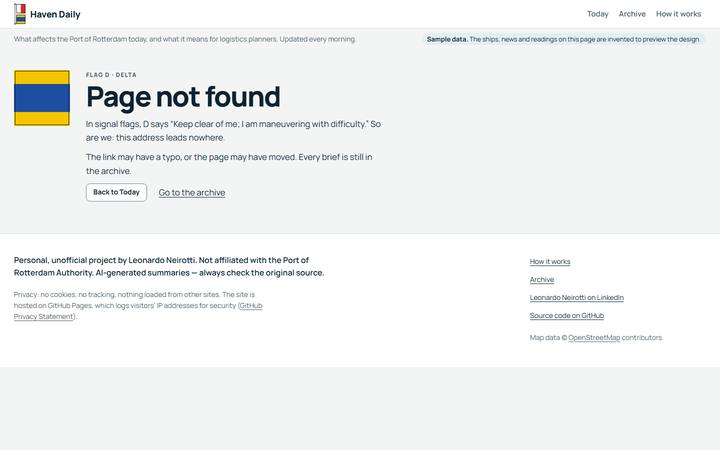 Haven Daily
Today Archive How it works
What affects the Port of Rotterdam today, and what it means for logistics planners. Updated every morning.
Sample data. The ships, news and readings on this page are invented to preview the design.
FLAG D · DELTA
Page not found
In signal flags, D says “Keep clear of me; I am maneuvering with difficulty.” So
are we: this address leads nowhere.
The link may have a typo, or the page may have moved. Every brief is still in
the archive.
Back to Today Go to the archive
Personal, unofficial project by Leonardo Neirotti. Not affiliated with the Port of
Rotterdam Authority. AI-generated summaries — always check the original source.
Privacy: no cookies, no tracking, nothing loaded from other sites. The site is
hosted on GitHub Pages, which logs visitors' IP addresses for security (GitHub
Privacy Statement).
How it works
Archive
Leonardo Neirotti on LinkedIn
Source code on GitHub
Map data © OpenStreetMap contributors.